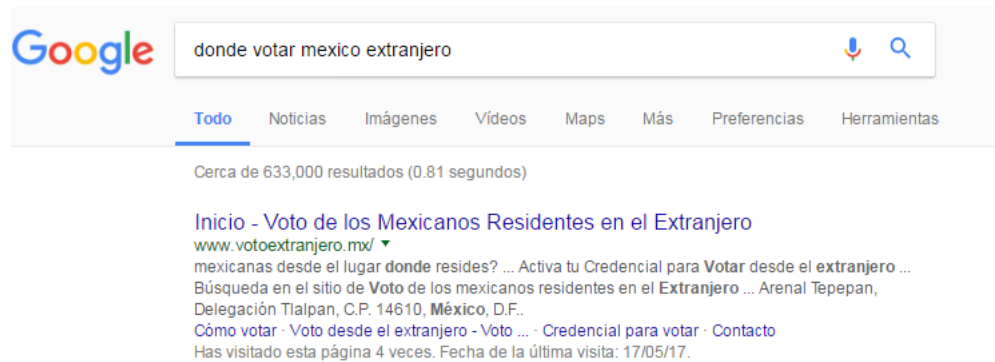 Google donde votar mexico extranjero
Todo Noticias Imágenes Vídeos Maps Más Preferencias Herramientas
Cerca de 633,000 resultados (0.81 segundos)
Inicio - Voto de los Mexicanos Residentes en el Extranjero
www.votoextranjero.mx/
mexicanas desde el lugar donde resides? ... Activa tu Credencial para Votar desde el extranjero ...
Búsqueda en el sitio de Voto de los mexicanos residentes en el Extranjero ... Arenal Tepepan,
Delegación Tlalpan, C.P. 14610, México, D.F..
Cómo votar · Voto desde el extranjero - Voto ... · Credencial para votar · Contacto
Has visitado esta página 4 veces. Fecha de la última visita: 17/05/17.